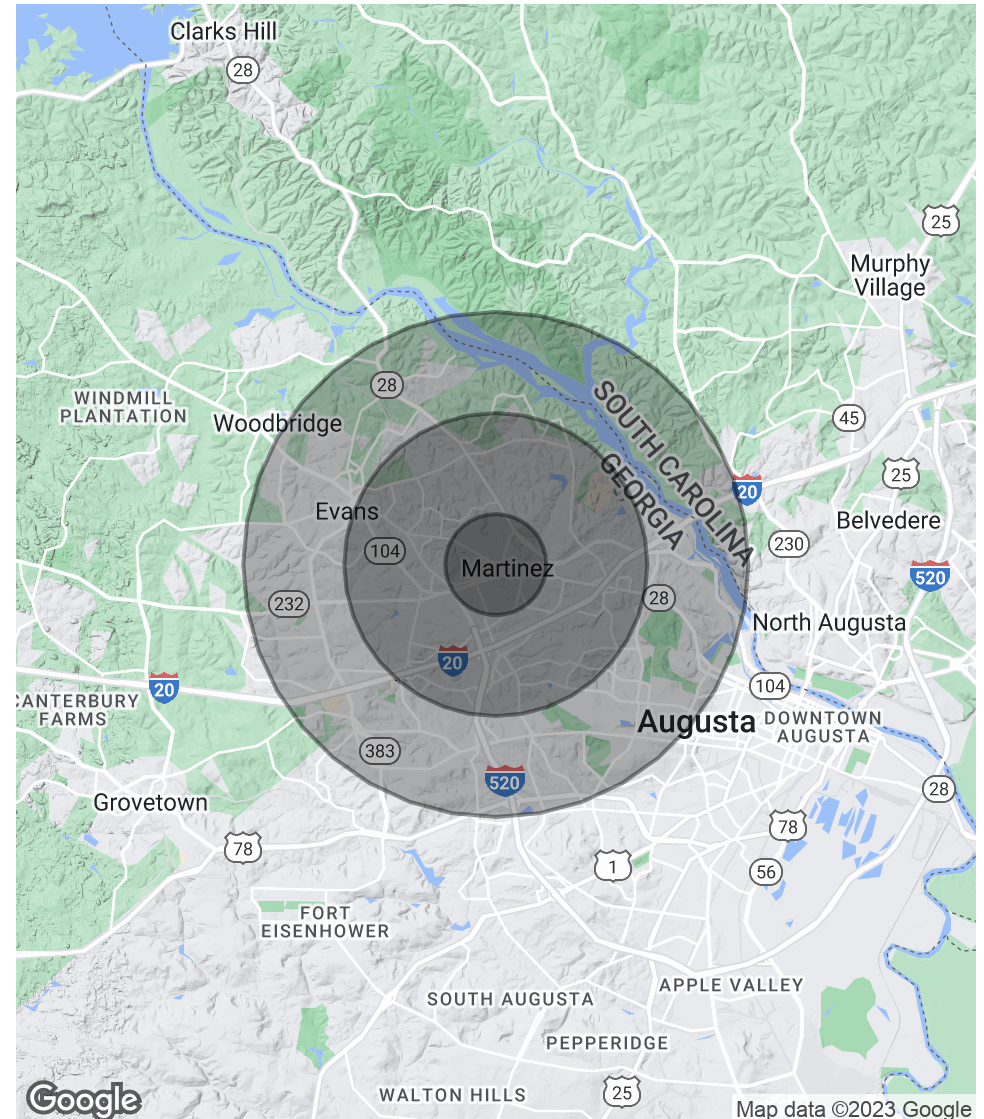 Clarks Hill
28
25
Murphy
Village
28
WINDMILL
PLANTATION
Woodbridge
45
SOUTH CAROLINA
GEORGIA
25
20
Evans
Belvedere
104
230
Martinez
520
232
28
North Augusta
20
20
104
CANTERBURY
FARMS
Augusta
DOWNTOWN
AUGUSTA
383
520
28
Grovetown
78
78
1
56
FORT
EISENHOWER
APPLE VALLEY
SOUTH AUGUSTA
PEPPERIDGE
WALTON HILLS
25
Google
Map data ©2023 Google